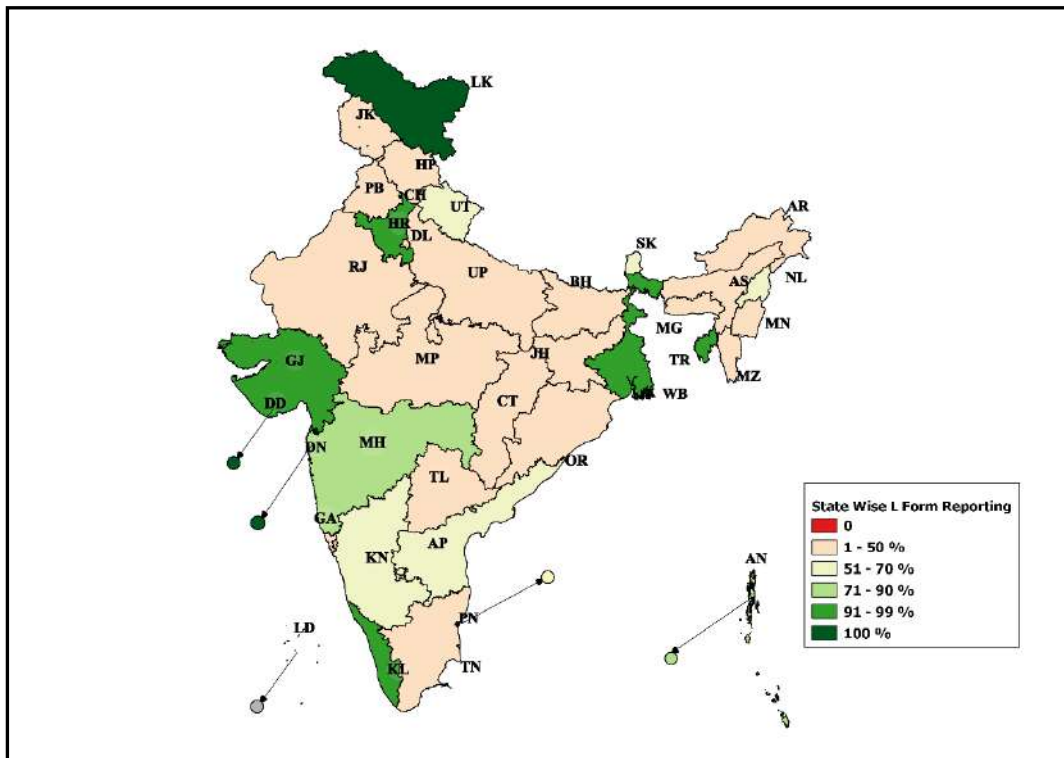 LK
JK
HP
PB
CH
UT
HR
DL
AR
SK
RJ
UP
BH
AS
NL
MG
MN
GJ
MP
JH
TR
MZ
DD
CT
WB
DN
MH
TL
OR
GA
KN
AP
AN
PN
LD
KL
TN
State Wise L Form Reporting
0
1 - 50 %
51 - 70 %
71 - 90 %
91 - 99 %
100 %